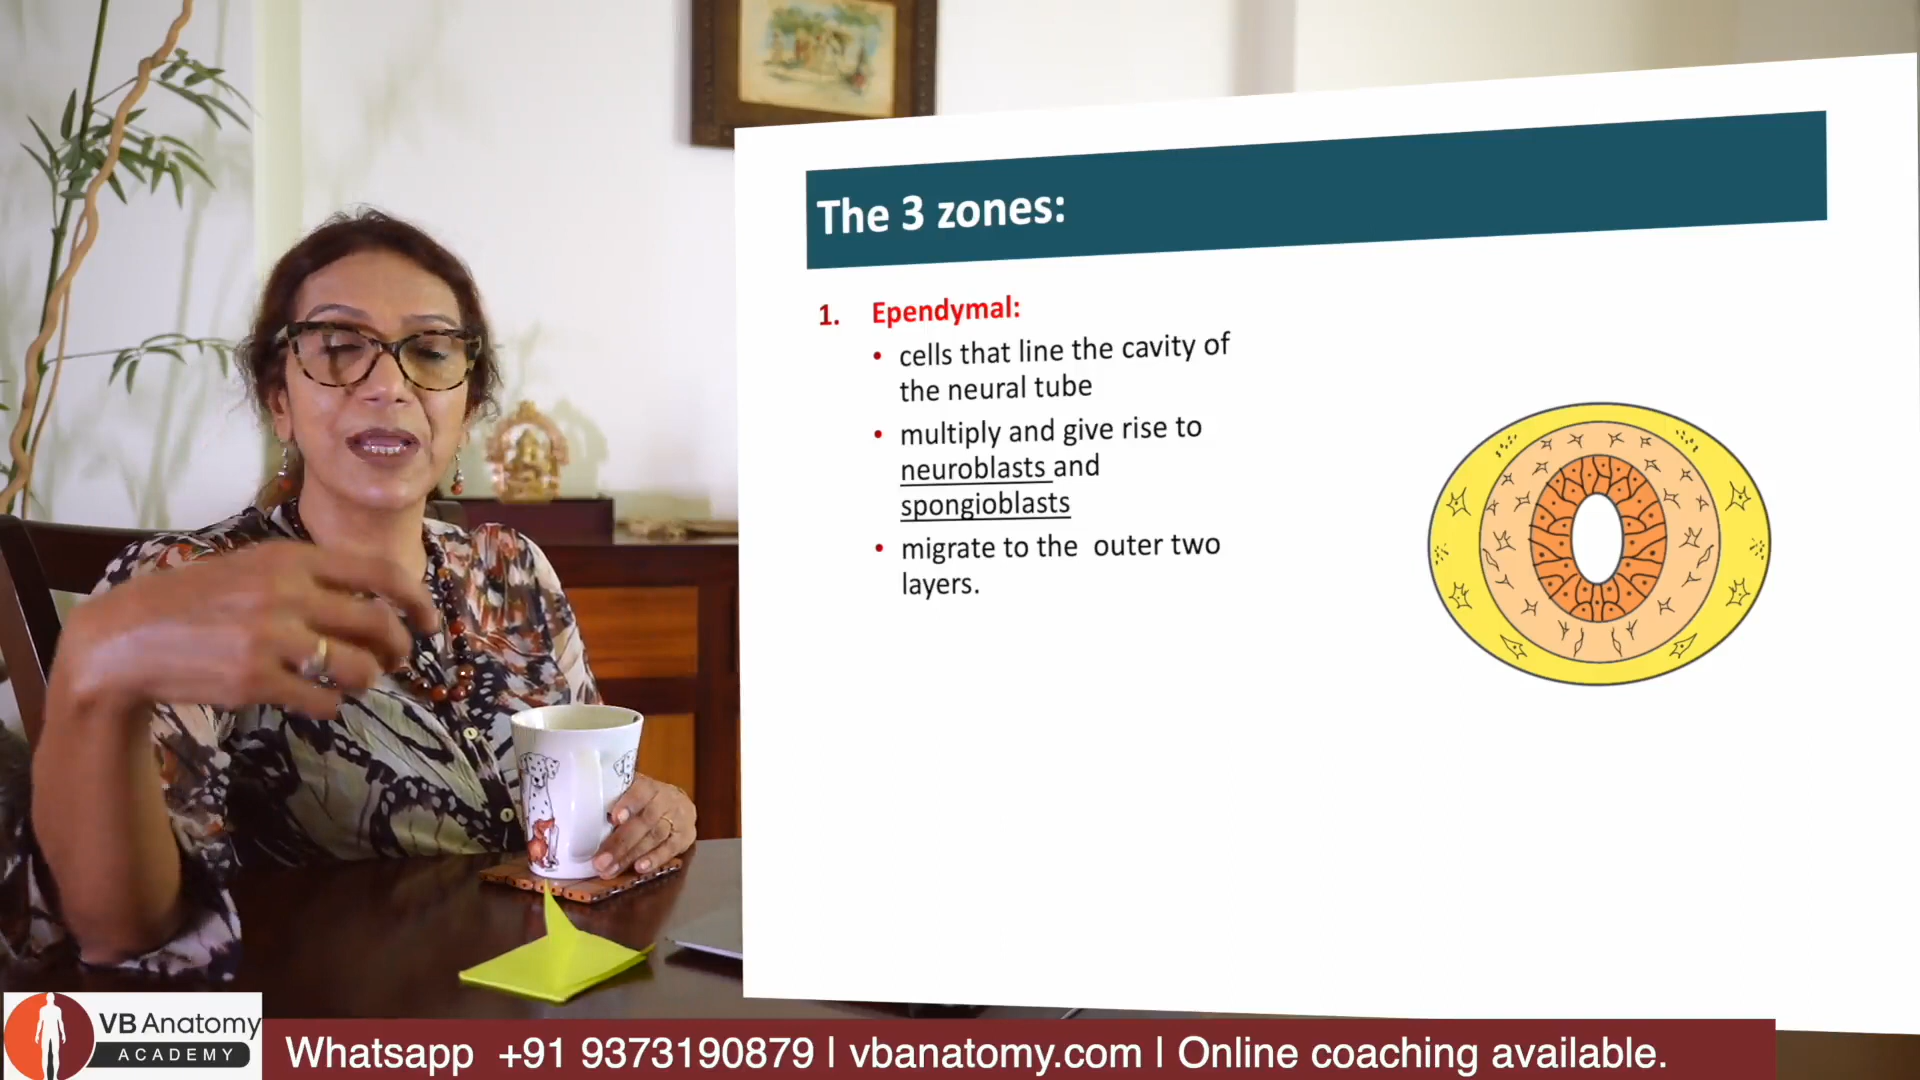 The 3 zones:
1. Ependymal:
• cells that line the cavity of
the neural tube
• multiply and give rise to
neuroblasts and
spongioblasts
• migrate to the outer two
layers.
VB Anatomy
ACADEMY
Whatsapp +91 9373190879 | vbanatomy.com | Online coaching available.